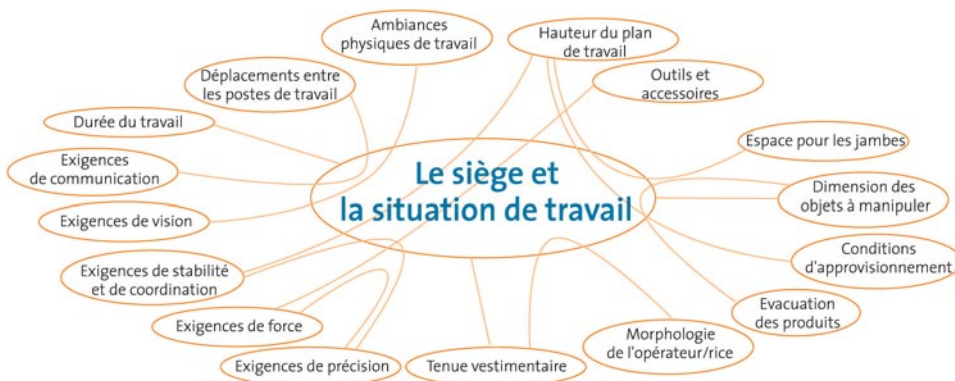 Ambiances
physiques de travail
Hauteur du plan
de travail
Déplacements entre
les postes de travail
Outils et
accessoires
Durée du travail
Espace pour les jambes
Exigences
de communication
Le siège et
la situation de travail
Dimension des
objets à manipuler
Exigences de vision
Conditions
d'approvisionnement
Exigences de stabilité
et de coordination
Evacuation
des produits
Exigences de force
Morphologie
de l'opérateur/rice
Exigences de précision
Tenue vestimentaire